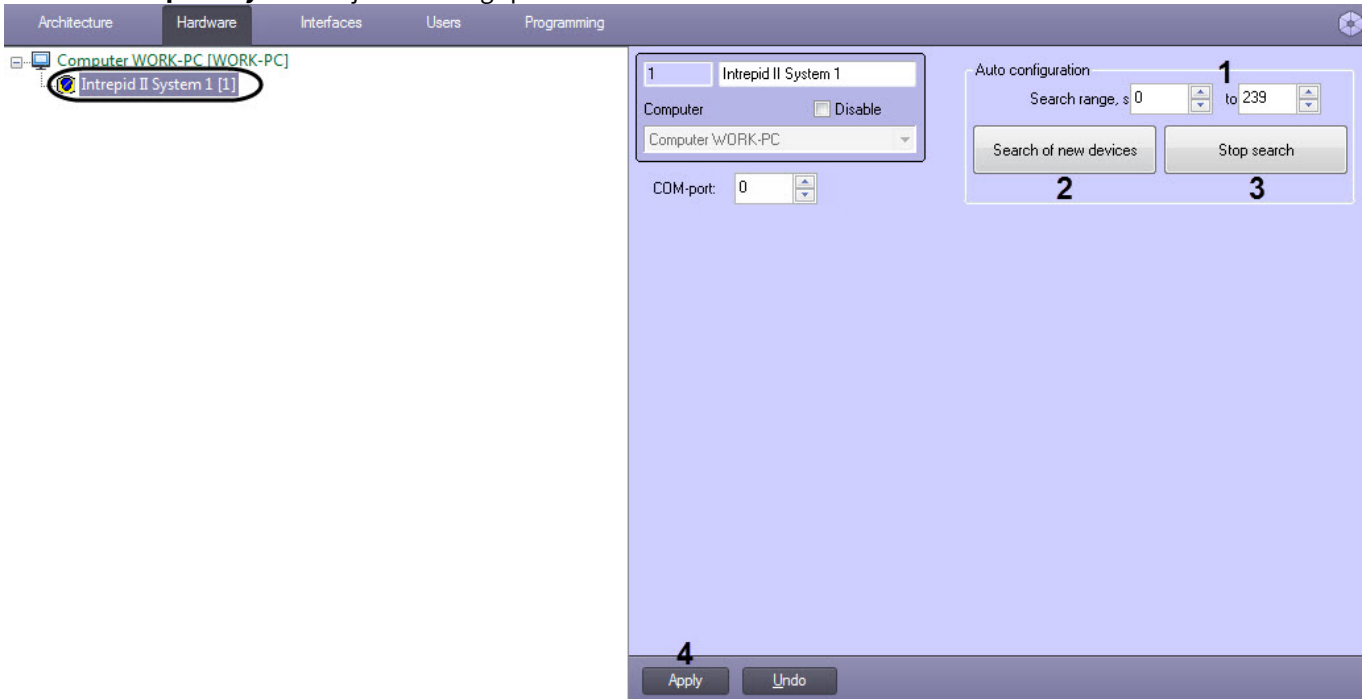 Architecture Hardware Interfaces Users Programming
Computer WORK-PC [WORK-PC]
Intrepid II System 1 [1]
1 Intrepid II System 1
Computer Disable
Computer WORK-PC
COM-port: 0
Auto configuration
1
Search range, s 0 to 239
Search of new devices Stop search
2 3
4
Apply Undo